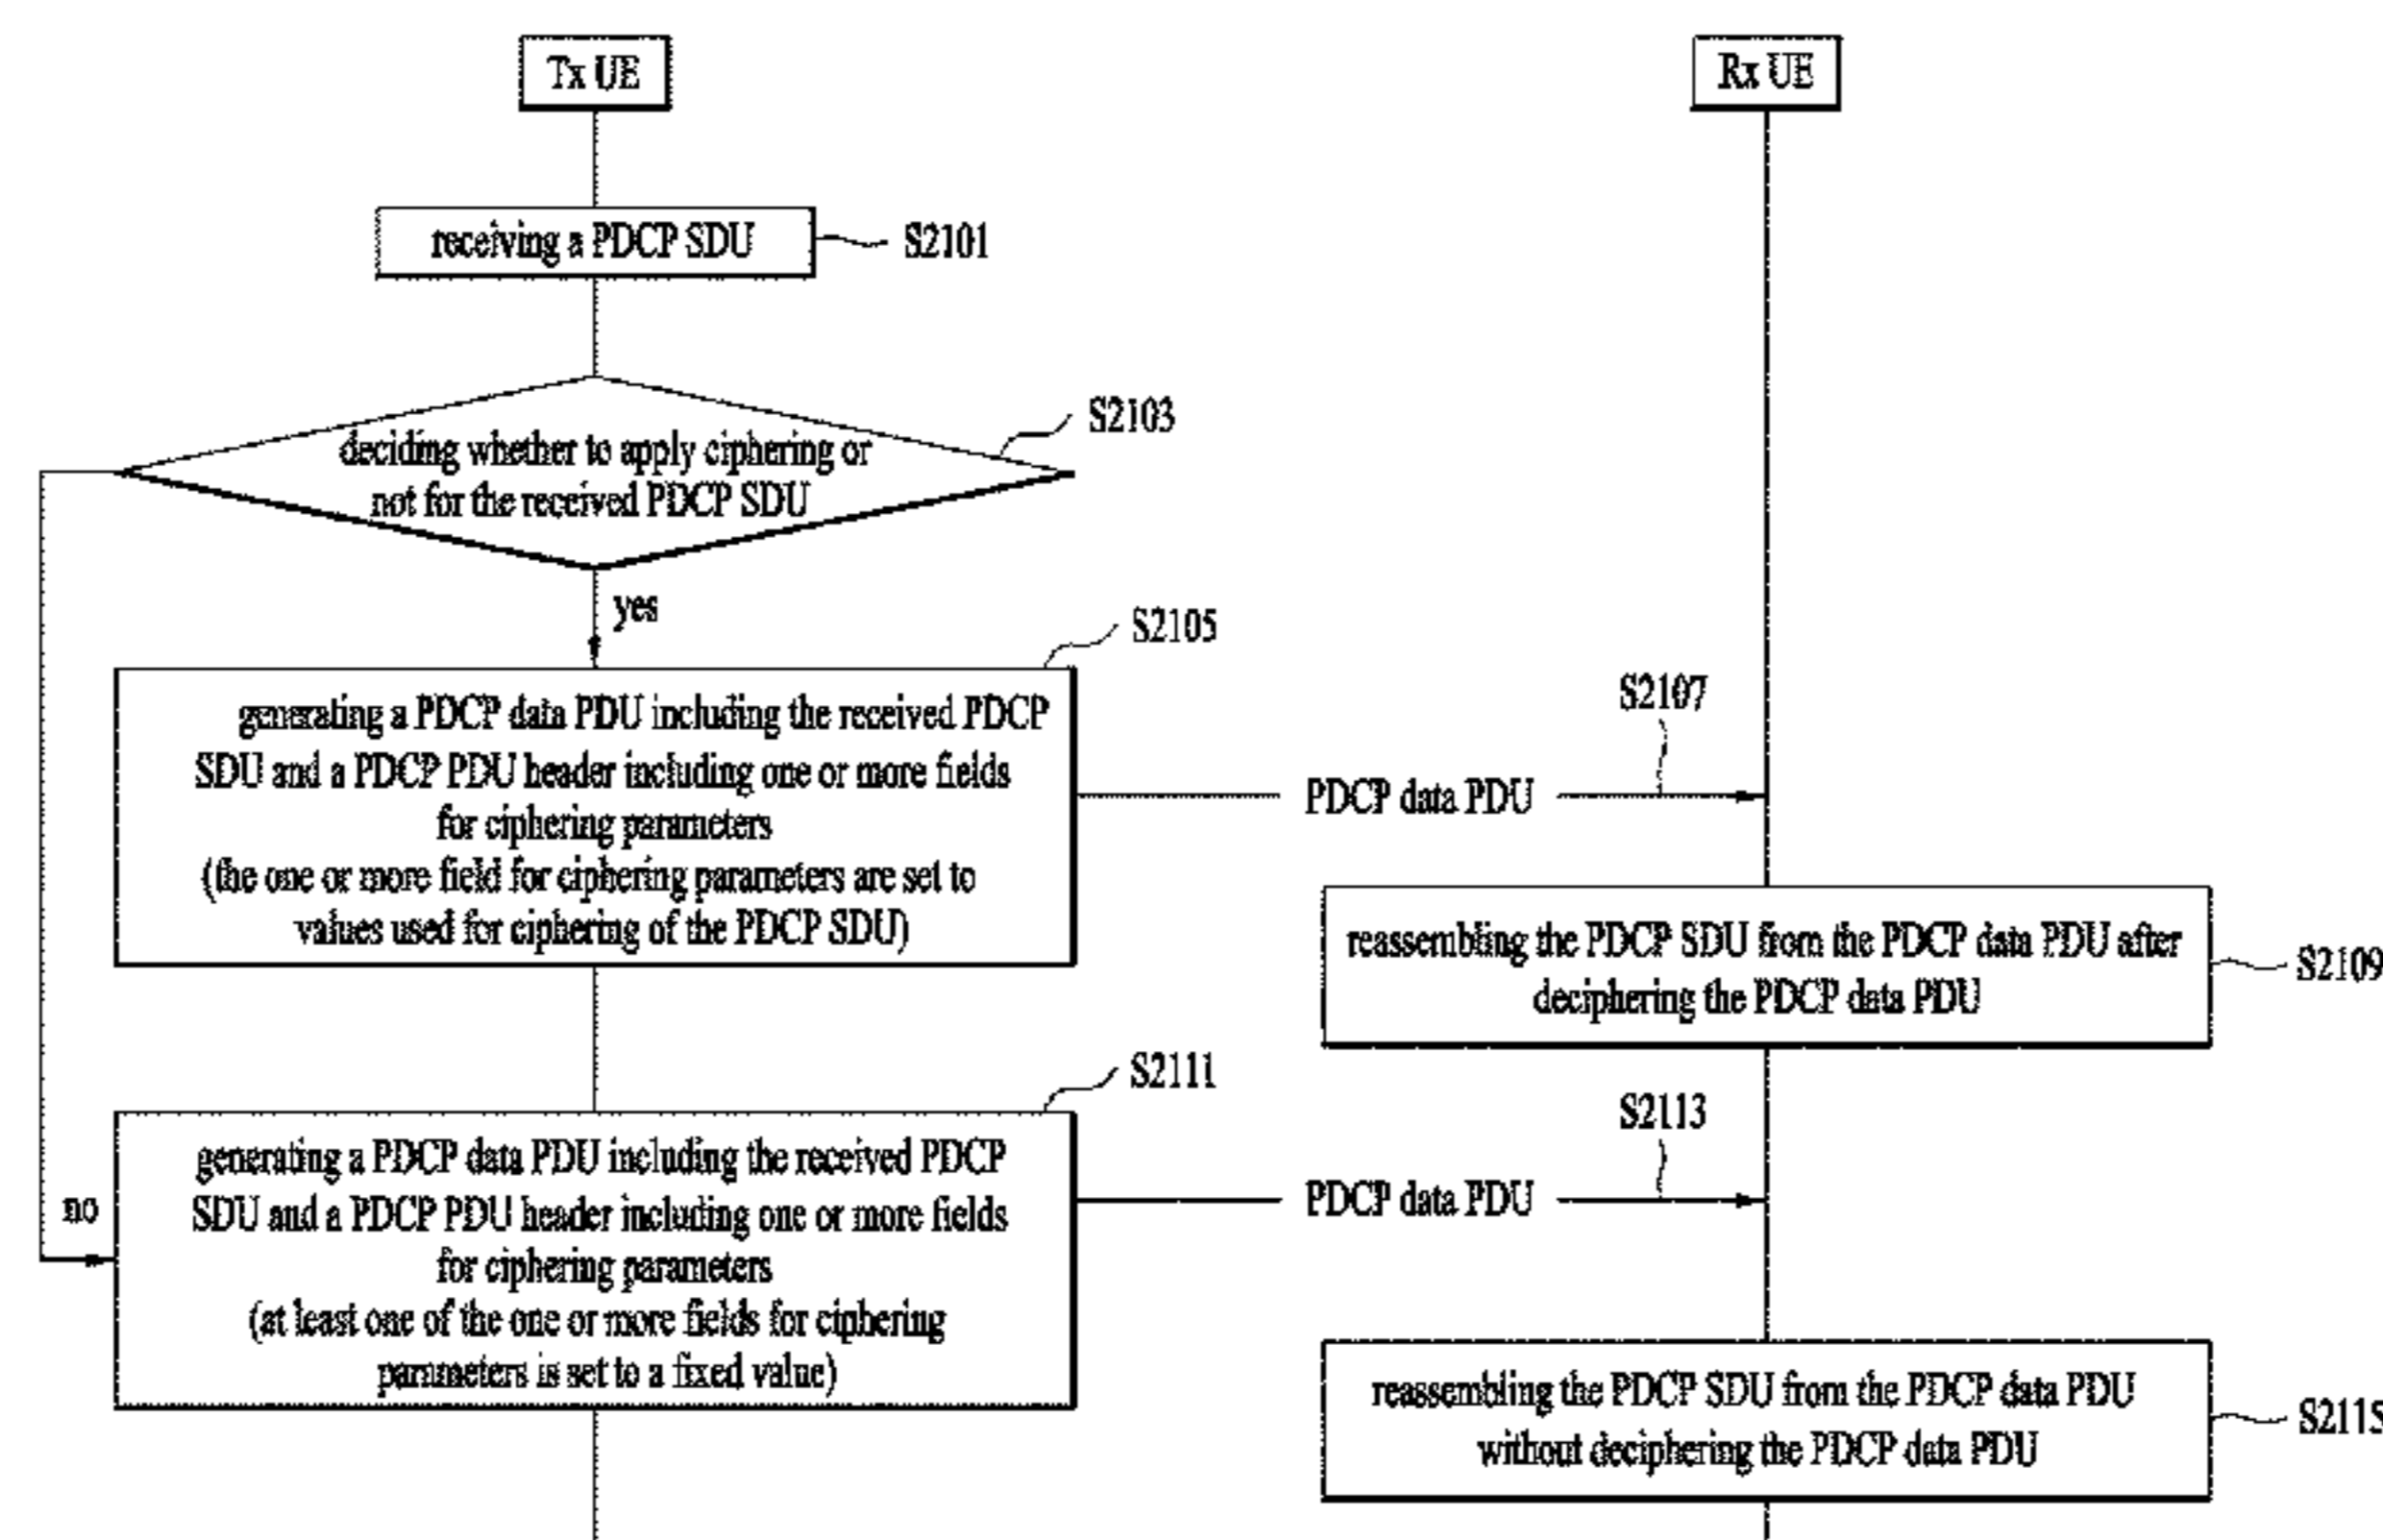 Tx UE
Rx UE
receiving a PDCP SDU
S2101
S2103
deciding whether to apply ciphering or
not for the received PDCP SDU
yes
S2105
generating a PDCP data PDU including the received PDCP
SDU and a PDCP PDU header including one or more fields
for ciphering parameters
(the one or more field for ciphering parameters are set to
values used for ciphering of the PDCP SDU)
S2107
PDCP data PDU
reassembling the PDCP SDU from the PDCP data PDU after
deciphering the PDCP data PDU
S2109
S2111
no
generating a PDCP data PDU including the received PDCP
SDU and a PDCP PDU header including one or more fields
for ciphering parameters
(at least one of the one or more fields for ciphering
parameters is set to a fixed value)
S2113
PDCP data PDU
reassembling the PDCP SDU from the PDCP data PDU
without deciphering the PDCP data PDU
S2115